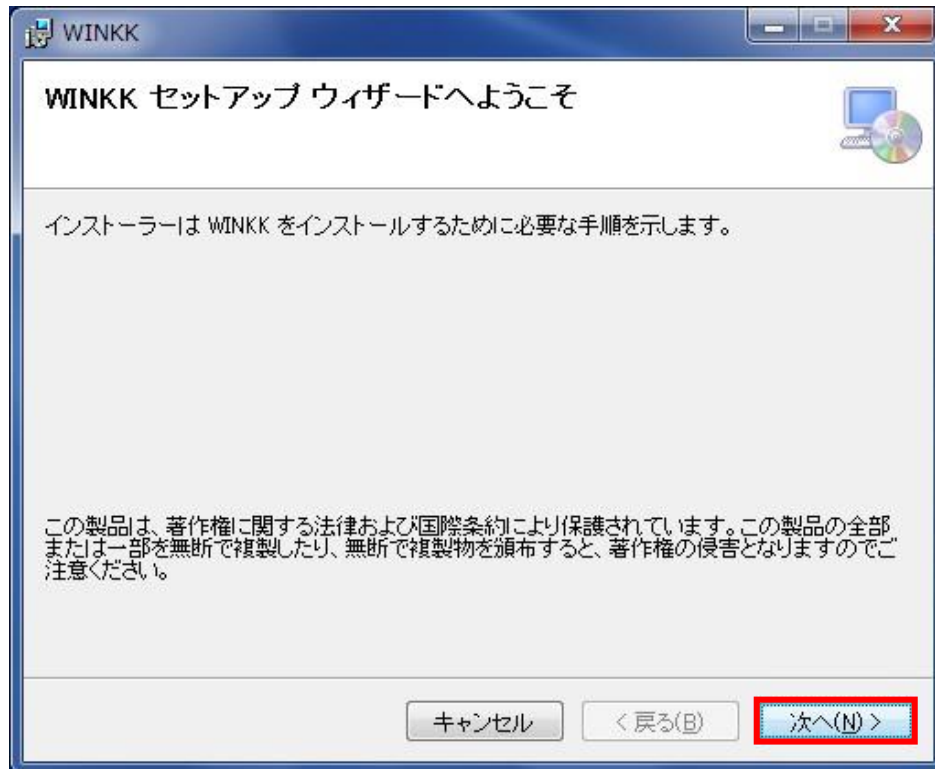 WINKK
WINKK セットアップ ウィザードへようこそ
インストーラーは WINKK をインストールするために必要な手順を示します。
この製品は、著作権に関する法律および国際条約により保護されています。この製品の全部
または一部を無断で複製したり、無断で複製物を頒布すると、著作権の侵害となりますのでご
注意ください。
キャンセル
< 戻る(B)
次へ(N) >